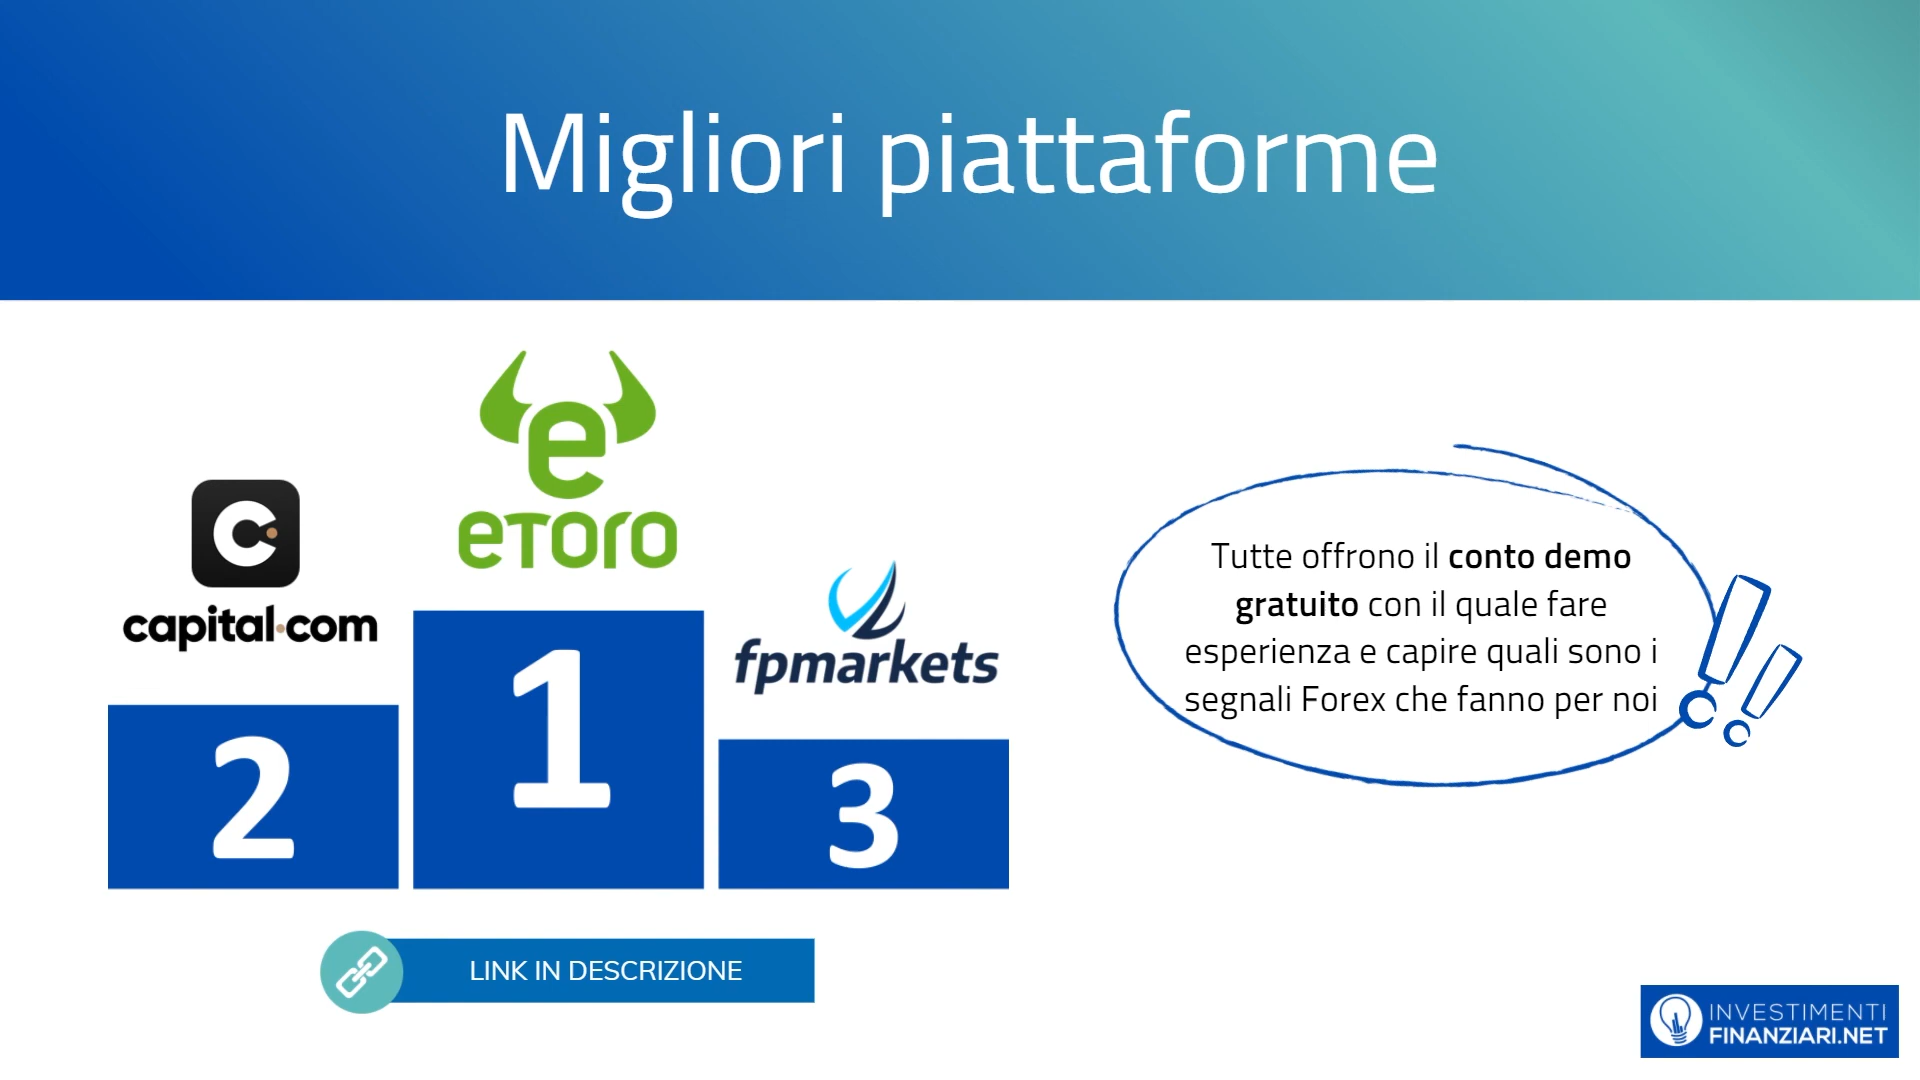 Migliori piattaforme
e
eTORO
C
capital.com
fpmarkets
1
2
3
Tutte offrono il conto demo
gratuito con il quale fare
esperienza e capire quali sono i
segnali Forex che fanno per noi
!!
LINK IN DESCRIZIONE
INVESTIMENTI
FINANZIARI.NET